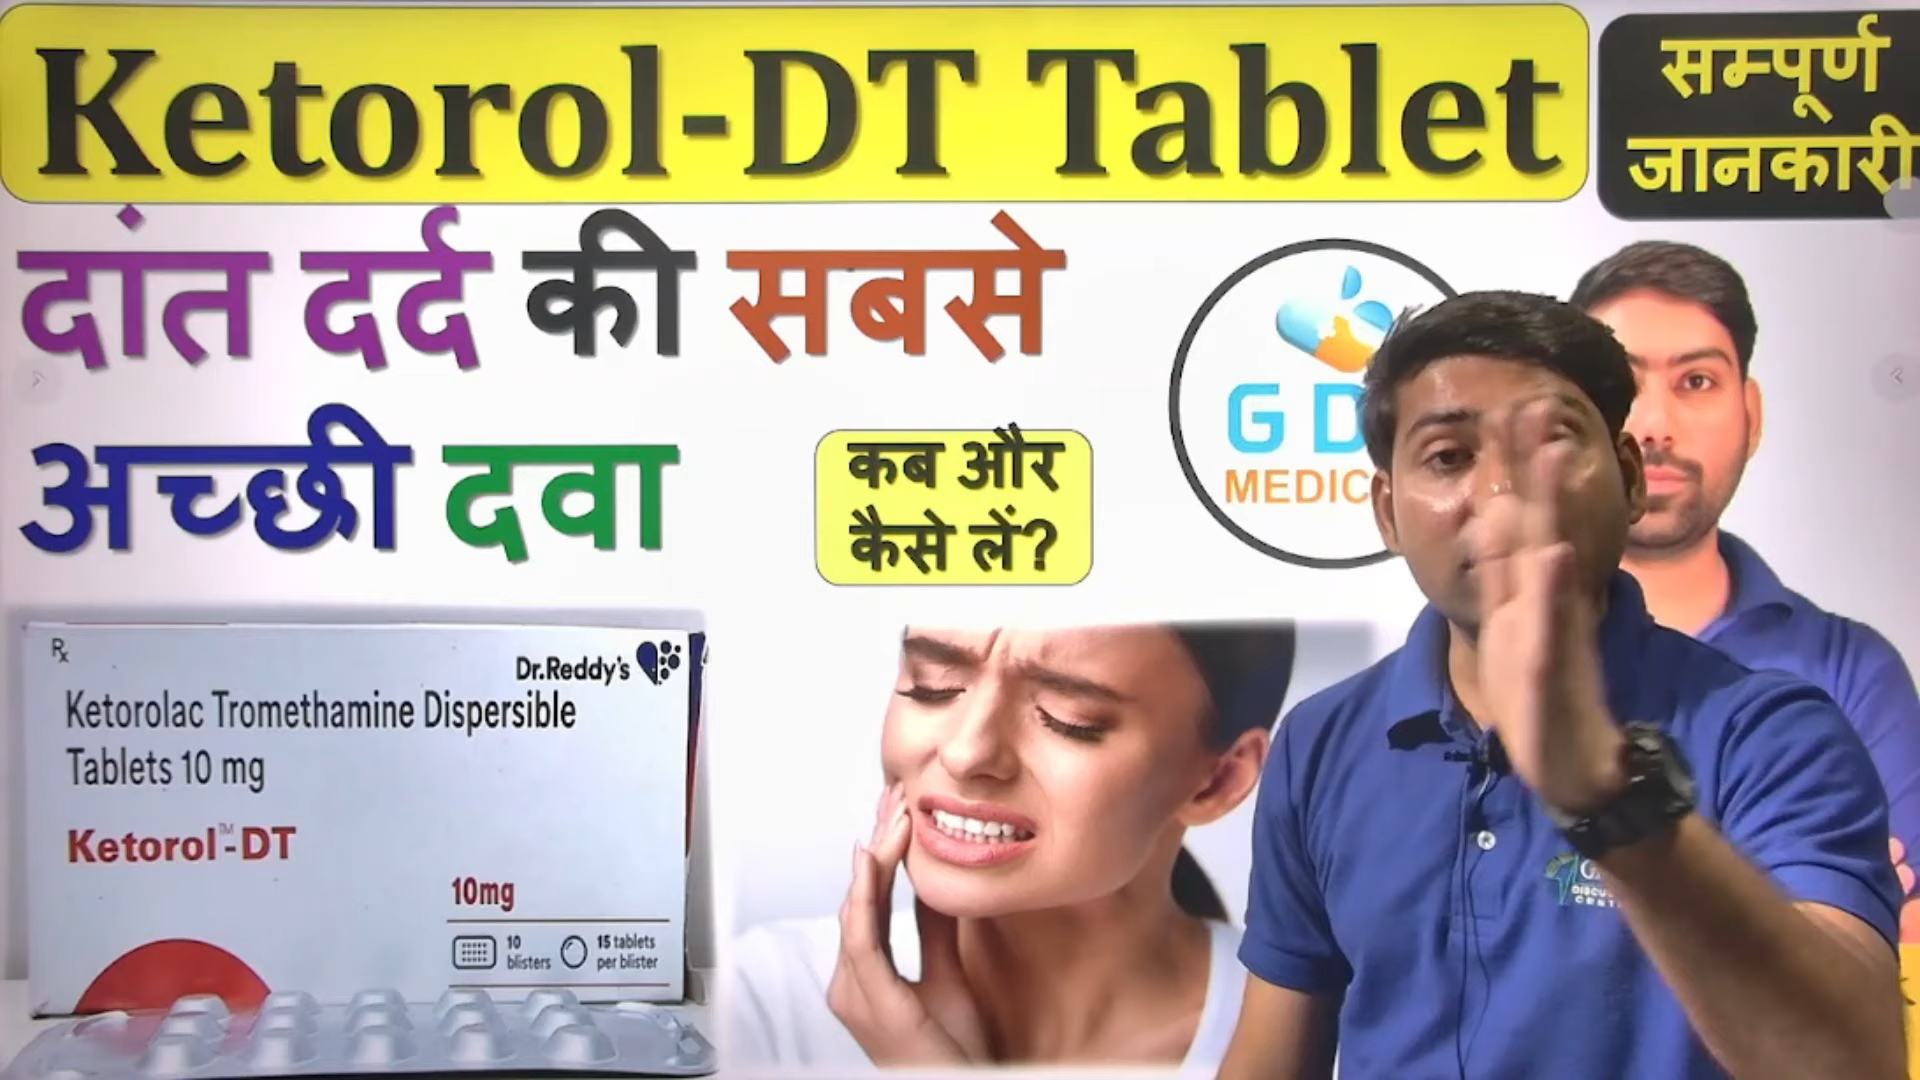 Ketorol-DT Tablet
सम्पूर्ण
जानकारी
दांत दर्द की सबसे
अच्छी दवा
कब और
कैसे लें?
G D
MEDIC
Rx
Dr.Reddy's
Ketorolac Tromethamine Dispersible
Tablets 10 mg
Ketorol™-DT
10mg
10
blisters
15 tablets
per blister